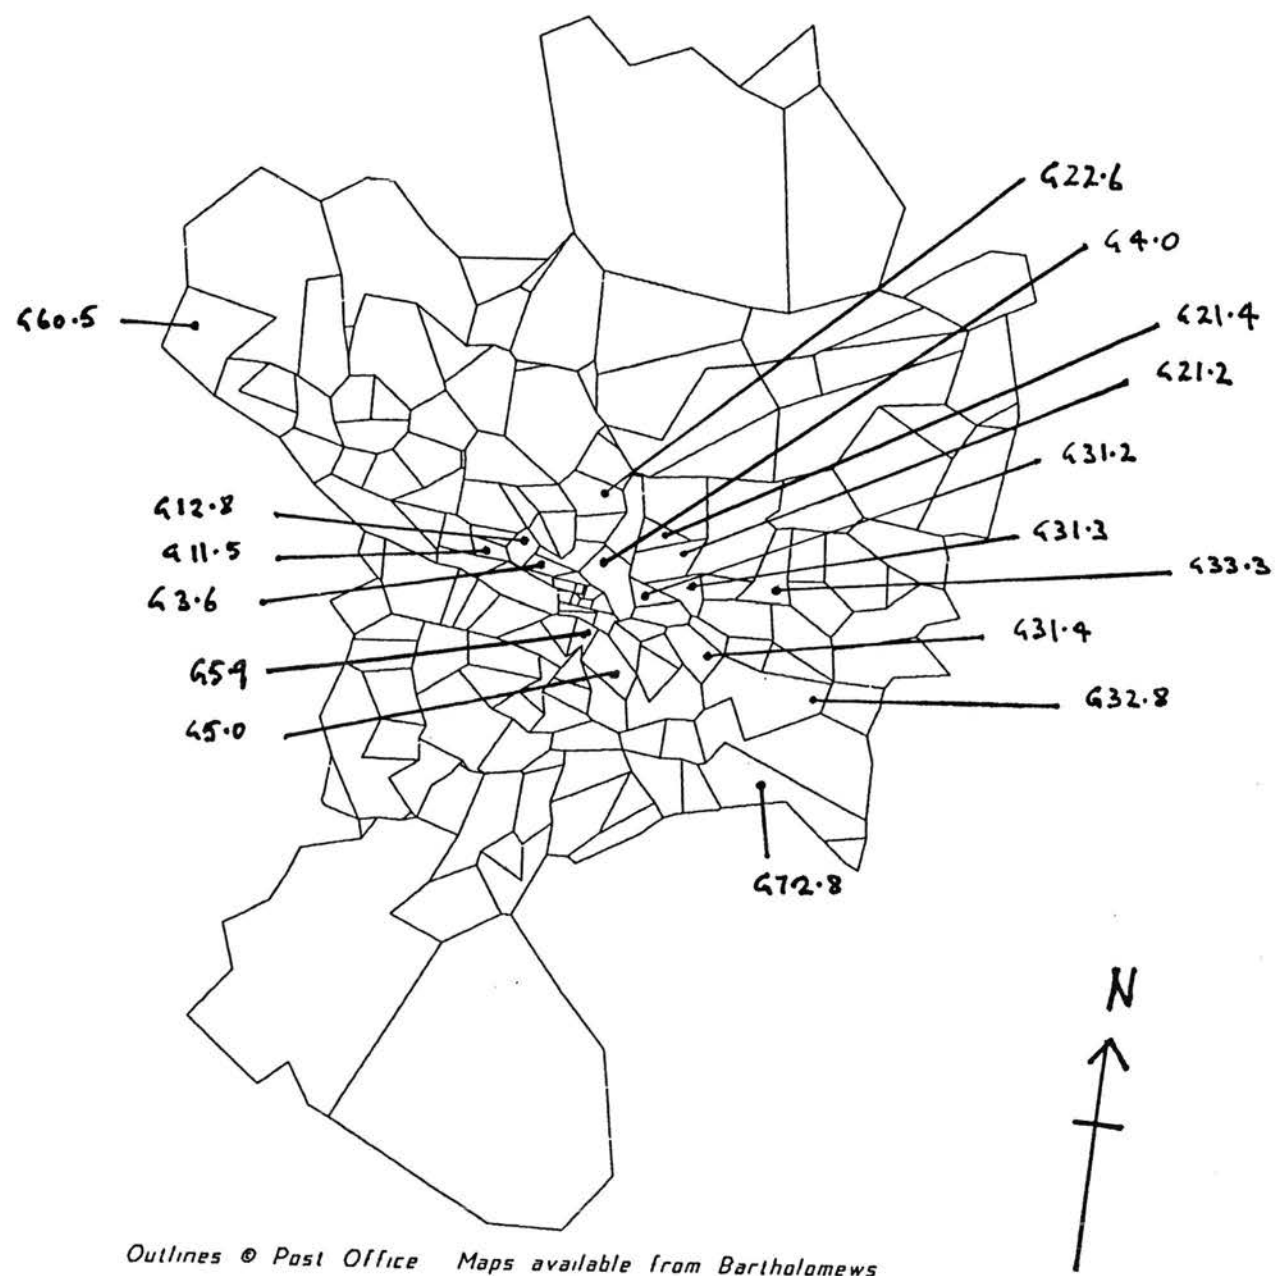 G22.6
G4.0
G60.5
G21.4
G21.2
G31.2
G12.8
G31.3
G11.5
G33.3
G3.6
G31.4
G59
G32.8
G5.0
G72.8
N
Outlines © Post Office Maps available from Bartholomews